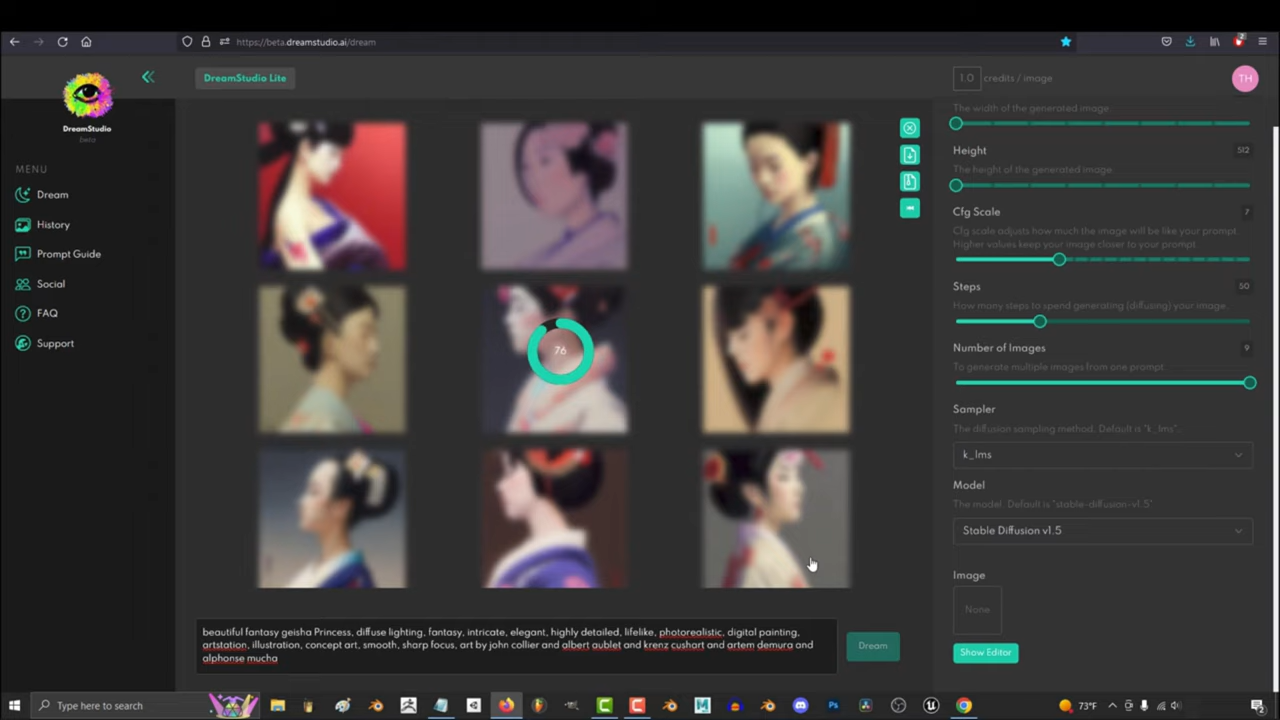 https://beta.dreamstudio.ai/dream
2
DreamStudio
Beta
DreamStudio Lite
1.0 credits / image
TH
MENU
Dream
History
Prompt Guide
Social
FAQ
Support
76
The width of the generated image.
Height 512
The height of the generated image.
Cfg Scale 7
Cfg scale adjusts how much the image will be like your prompt.
Higher values keep your image closer to your prompt.
Steps 50
How many steps to spend generating (diffusing) your image.
Number of Images 9
To generate multiple images from one prompt.
Sampler
The diffusion sampling method. Default is "k_lms".
k_lms
Model
The model. Default is "stable-diffusion-v1.5"
Stable Diffusion v1.5
Image
None
Show Editor
beautiful fantasy geisha Princess, diffuse lighting, fantasy, intricate, elegant, highly detailed, lifelike, photorealistic, digital painting,
artstation, illustration, concept art, smooth, sharp focus, art by john collier and albert aublet and krenz cushart and artem demura and
alphonse mucha
Dream
Type here to search
73°F
2